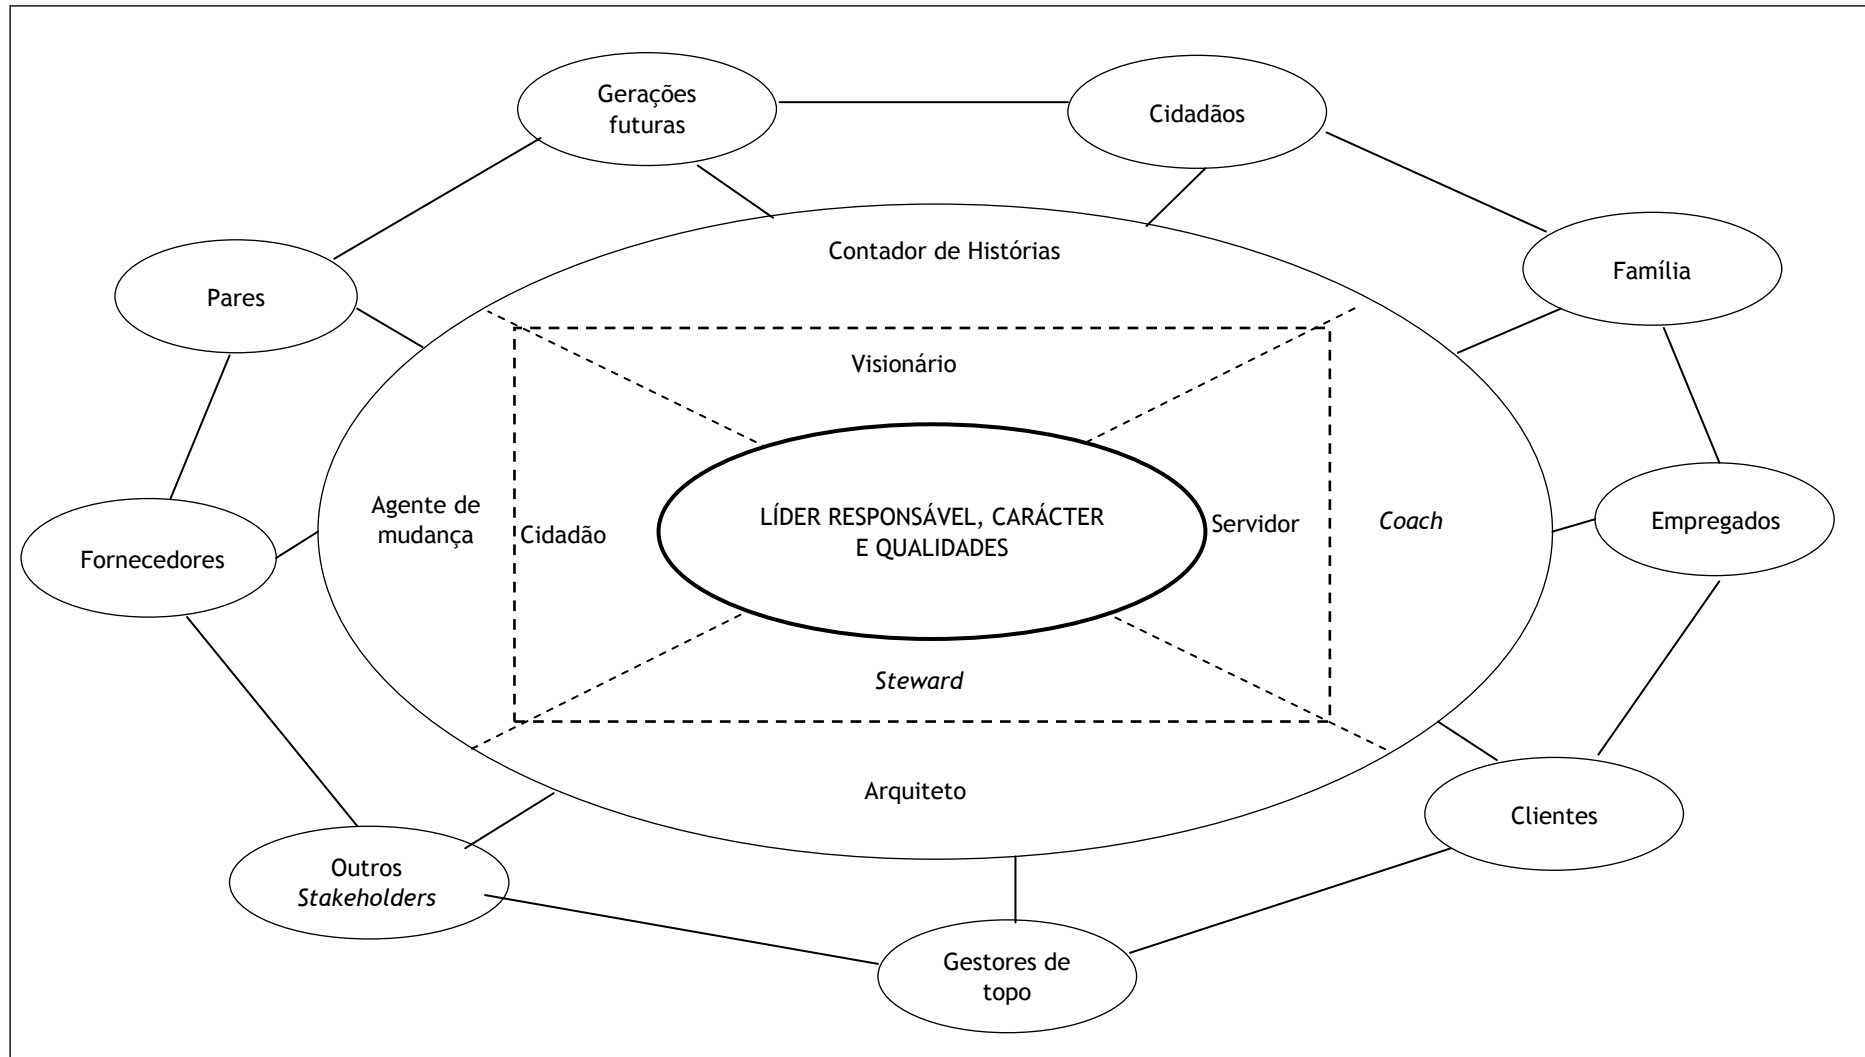 Gerações
futuras
Cidadãos
Contador de Histórias
Família
Pares
Visionário
Agente de
mudança
Cidadão
LÍDER RESPONSÁVEL, CARÁCTER
E QUALIDADES
Servidor
Coach
Empregados
Fornecedores
Steward
Arquiteto
Clientes
Outros
Stakeholders
Gestores de
topo